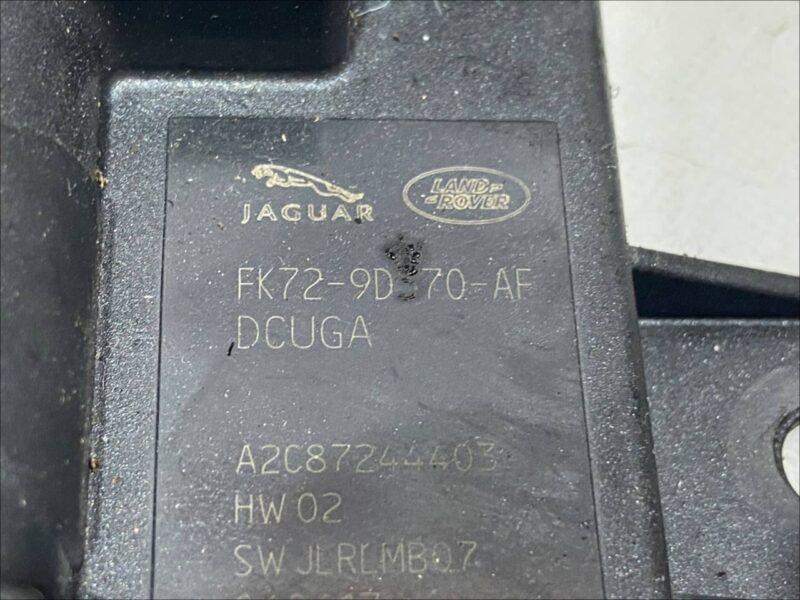 JAGUAR LAND ROVER
DCUGA
A2C87244403
HW 02
SW JLRLMB07